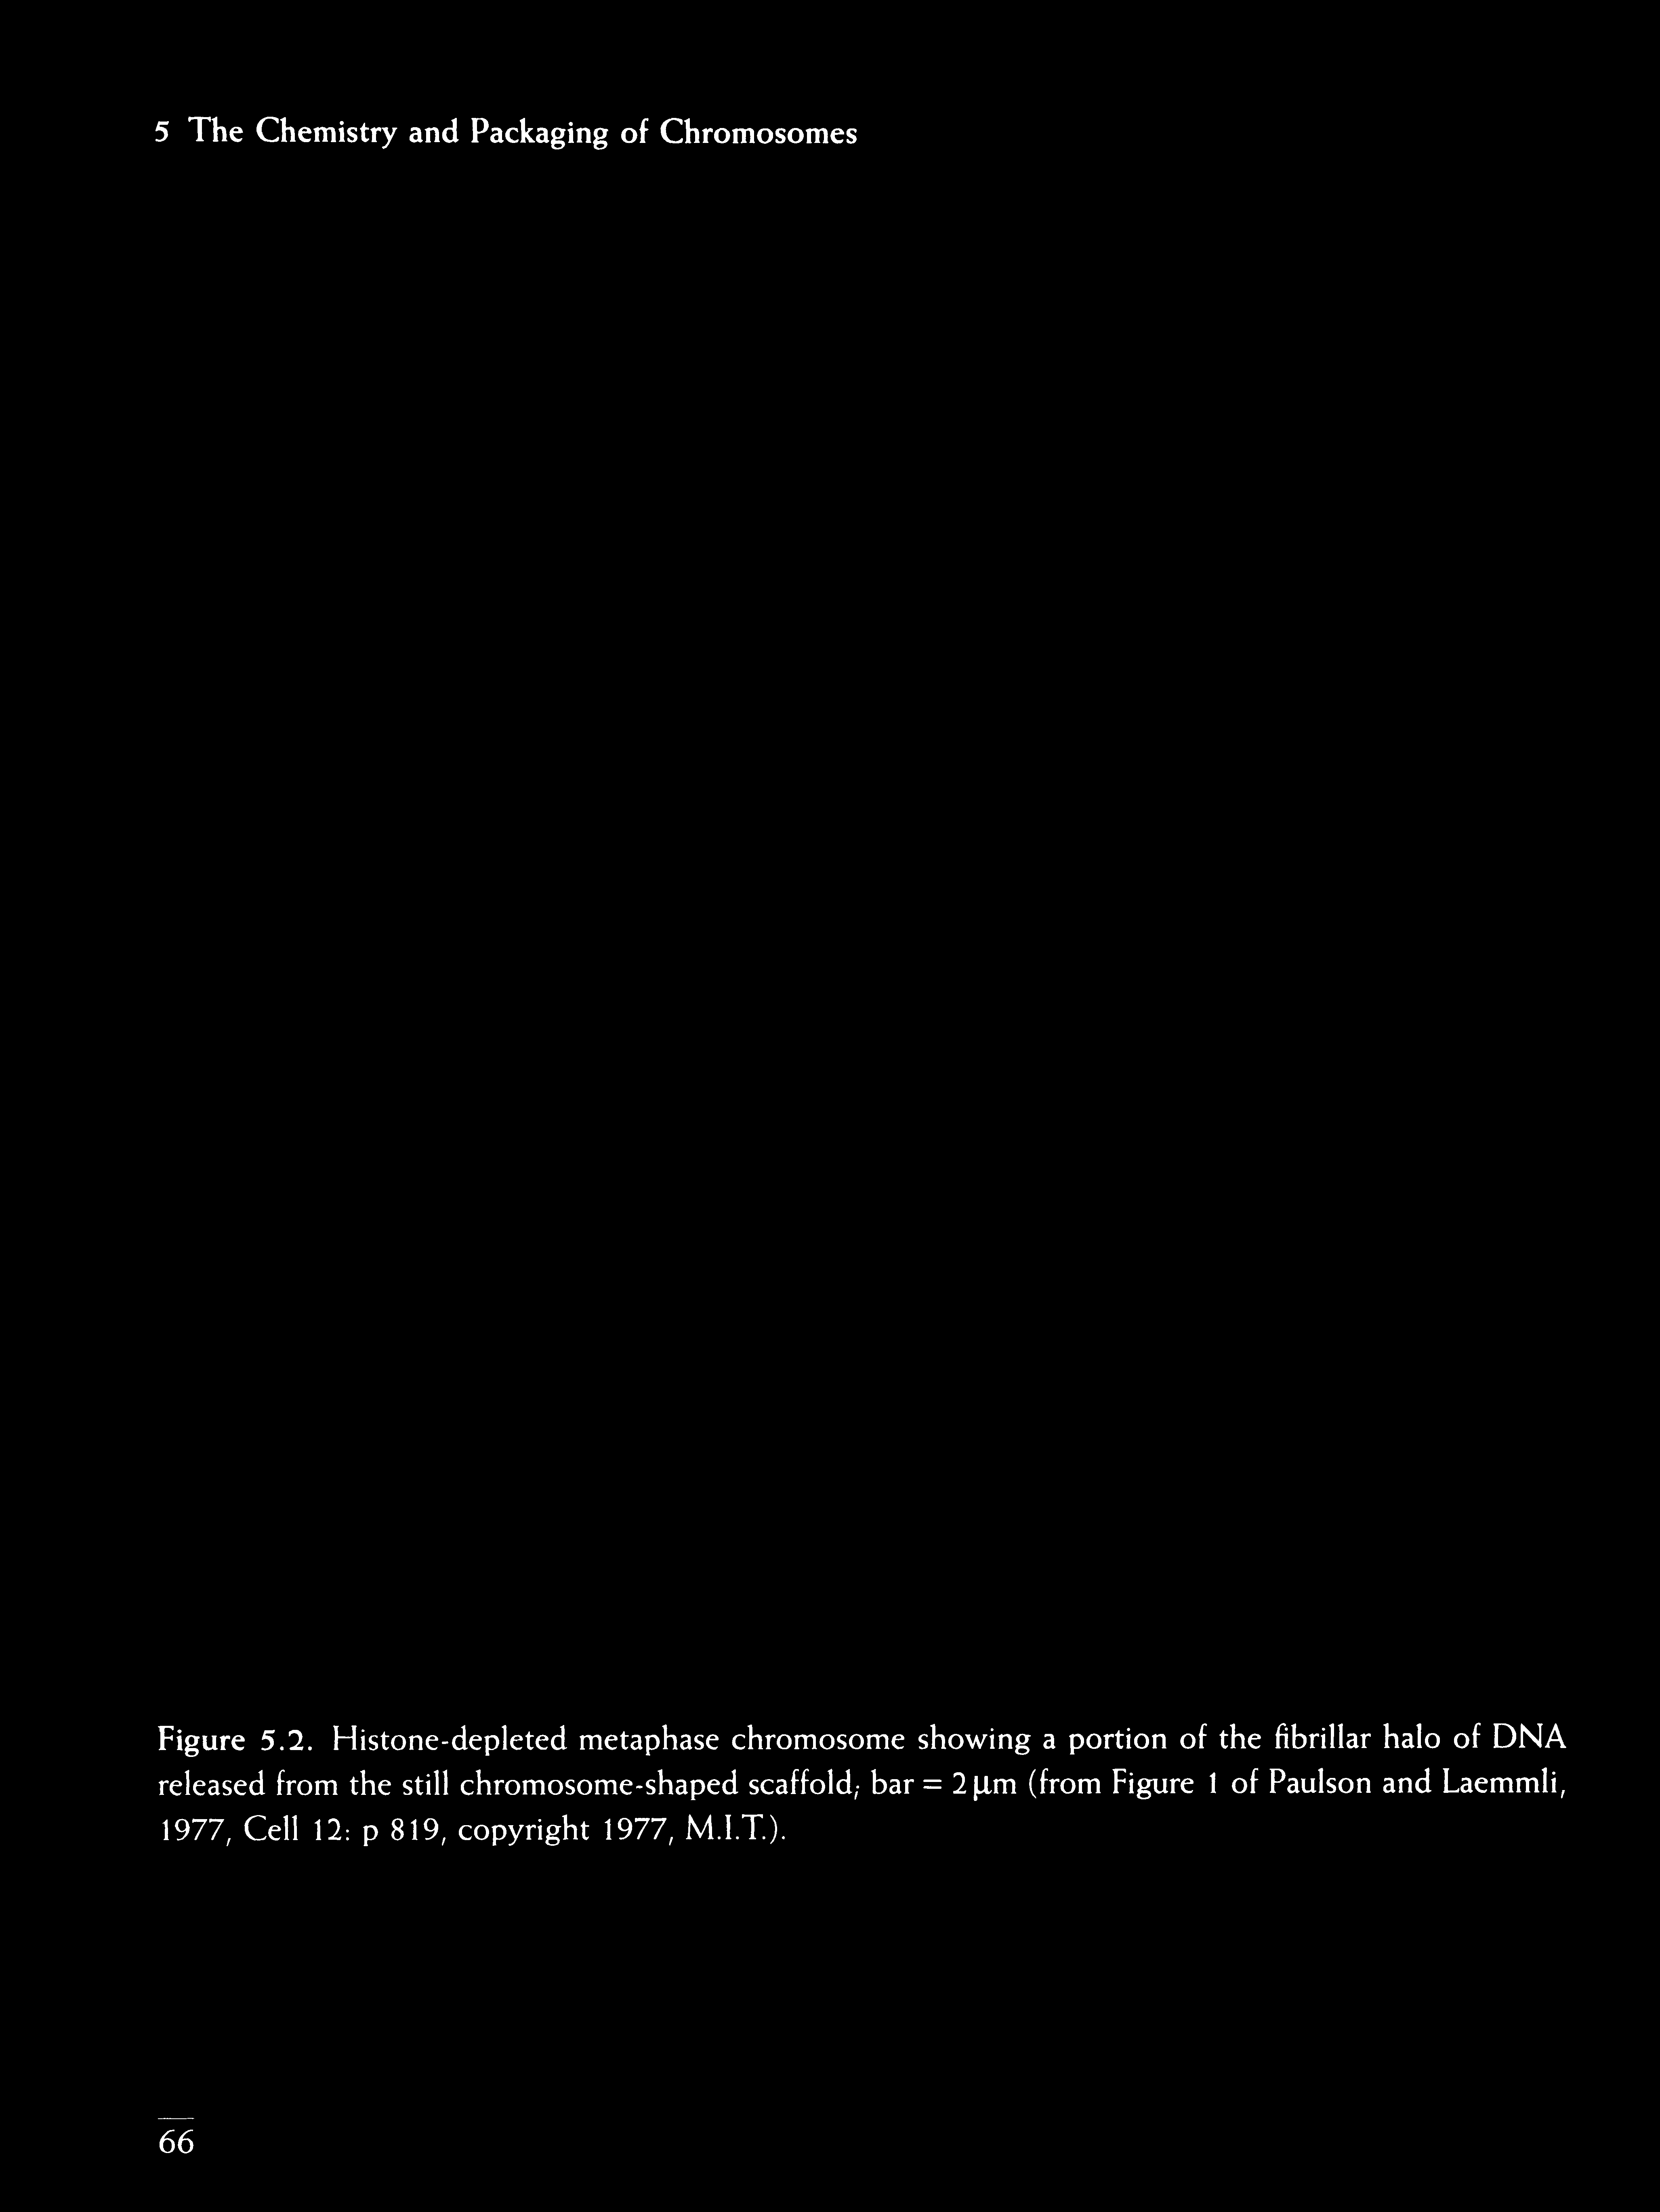 5 The Chemistry and Packaging of Chromosomes
Figure 5.2. Histone-depleted metaphase chromosome showing a portion of the fibrillar halo of DNA
released from the still chromosome-shaped scaffold; bar = 2 μm (from Figure 1 of Paulson and Laemmli,
1977, Cell 12: p 819, copyright 1977, M.I.T.).
66